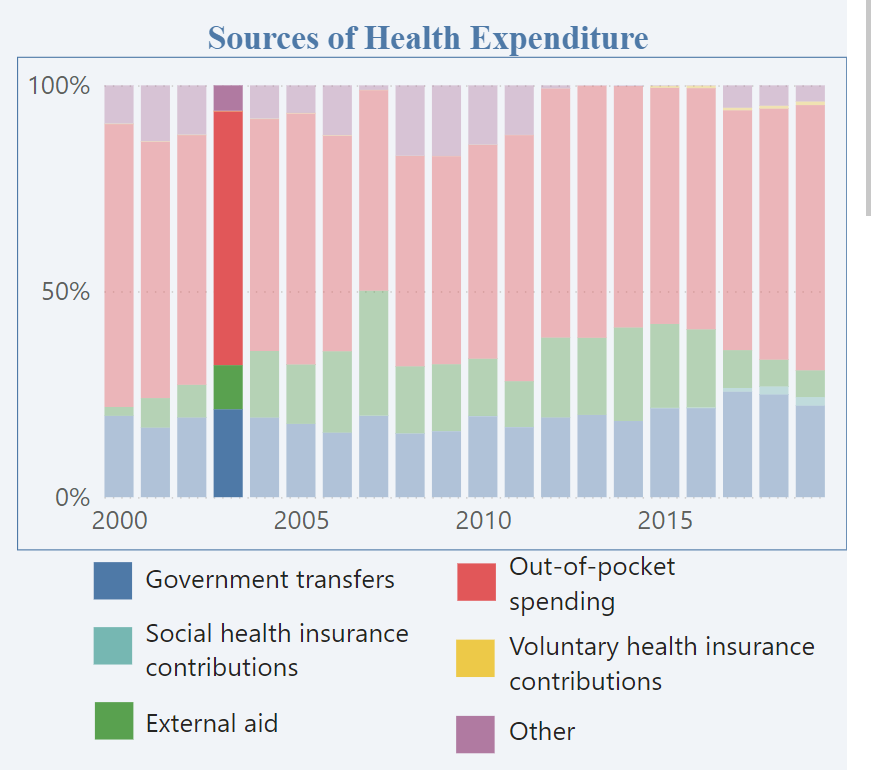 Sources of Health Expenditure
100%
50%
0%
2000 2005 2010 2015
Government transfers
Out-of-pocket
spending
Social health insurance
contributions
Voluntary health insurance
contributions
External aid
Other